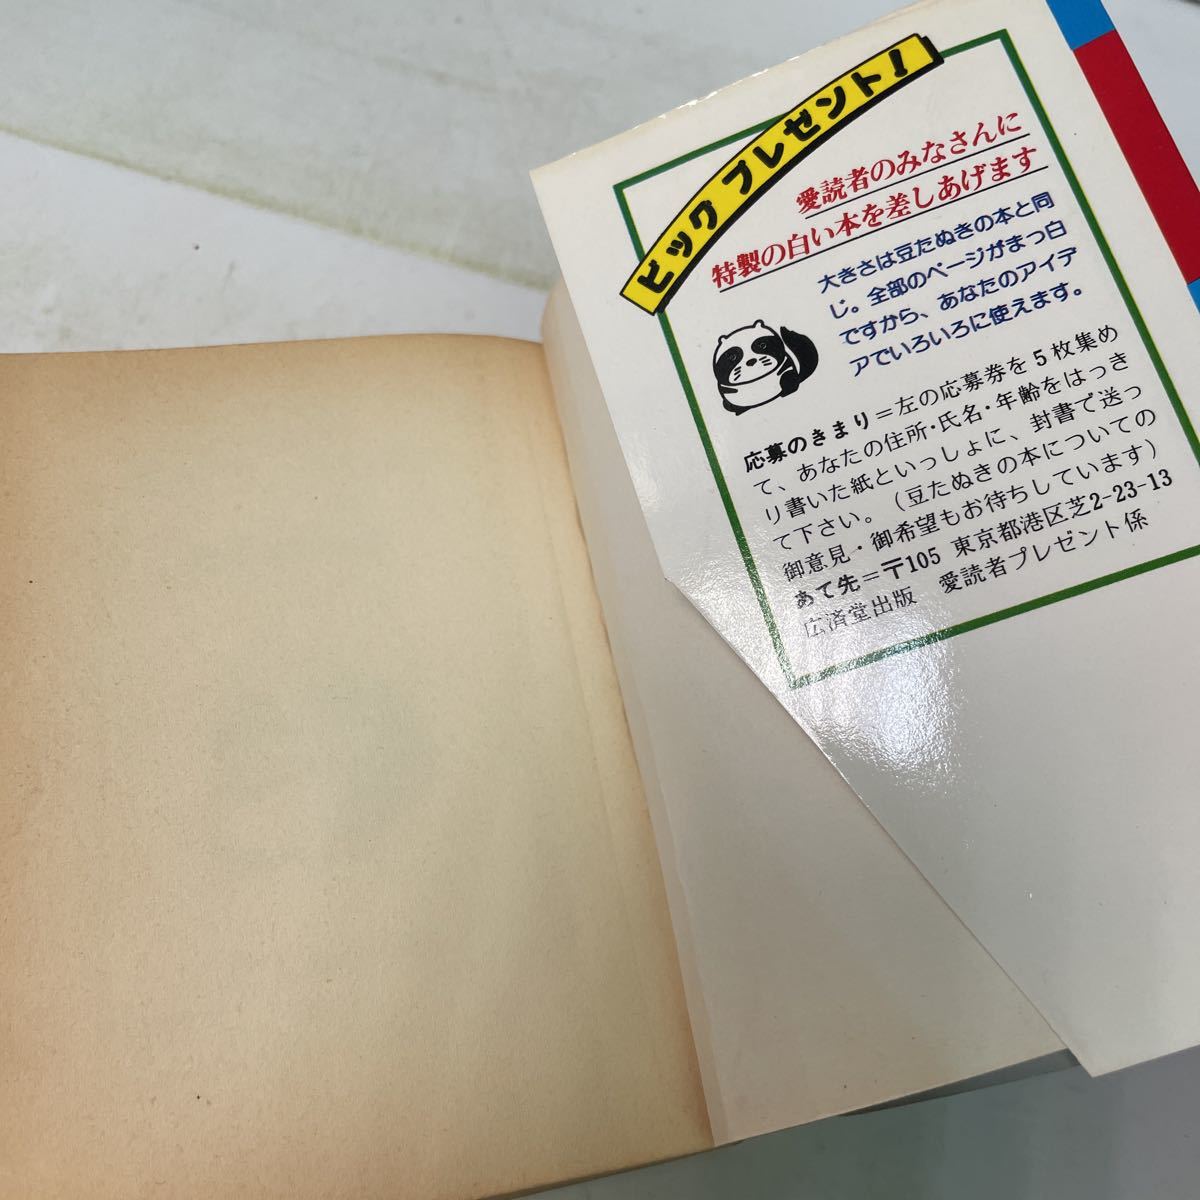 ビックプレゼント!
愛読者のみなさんに
特製の白い本を差しあげます
大きさは豆たぬきの本と同
じ。全部のページがまっ白
ですから、あなたのアイデ
アでいろいろに使えます。
応募のきまり＝左の応募券を5枚集め
て、あなたの住所・氏名・年齢をはっき
り書いた紙といっしょに、封書で送っ
て下さい。(豆たぬきの本についての
御意見・御希望もお待ちしています)
あて先＝〒105 東京都港区芝2-23-13
広済堂出版 愛読者プレゼント係